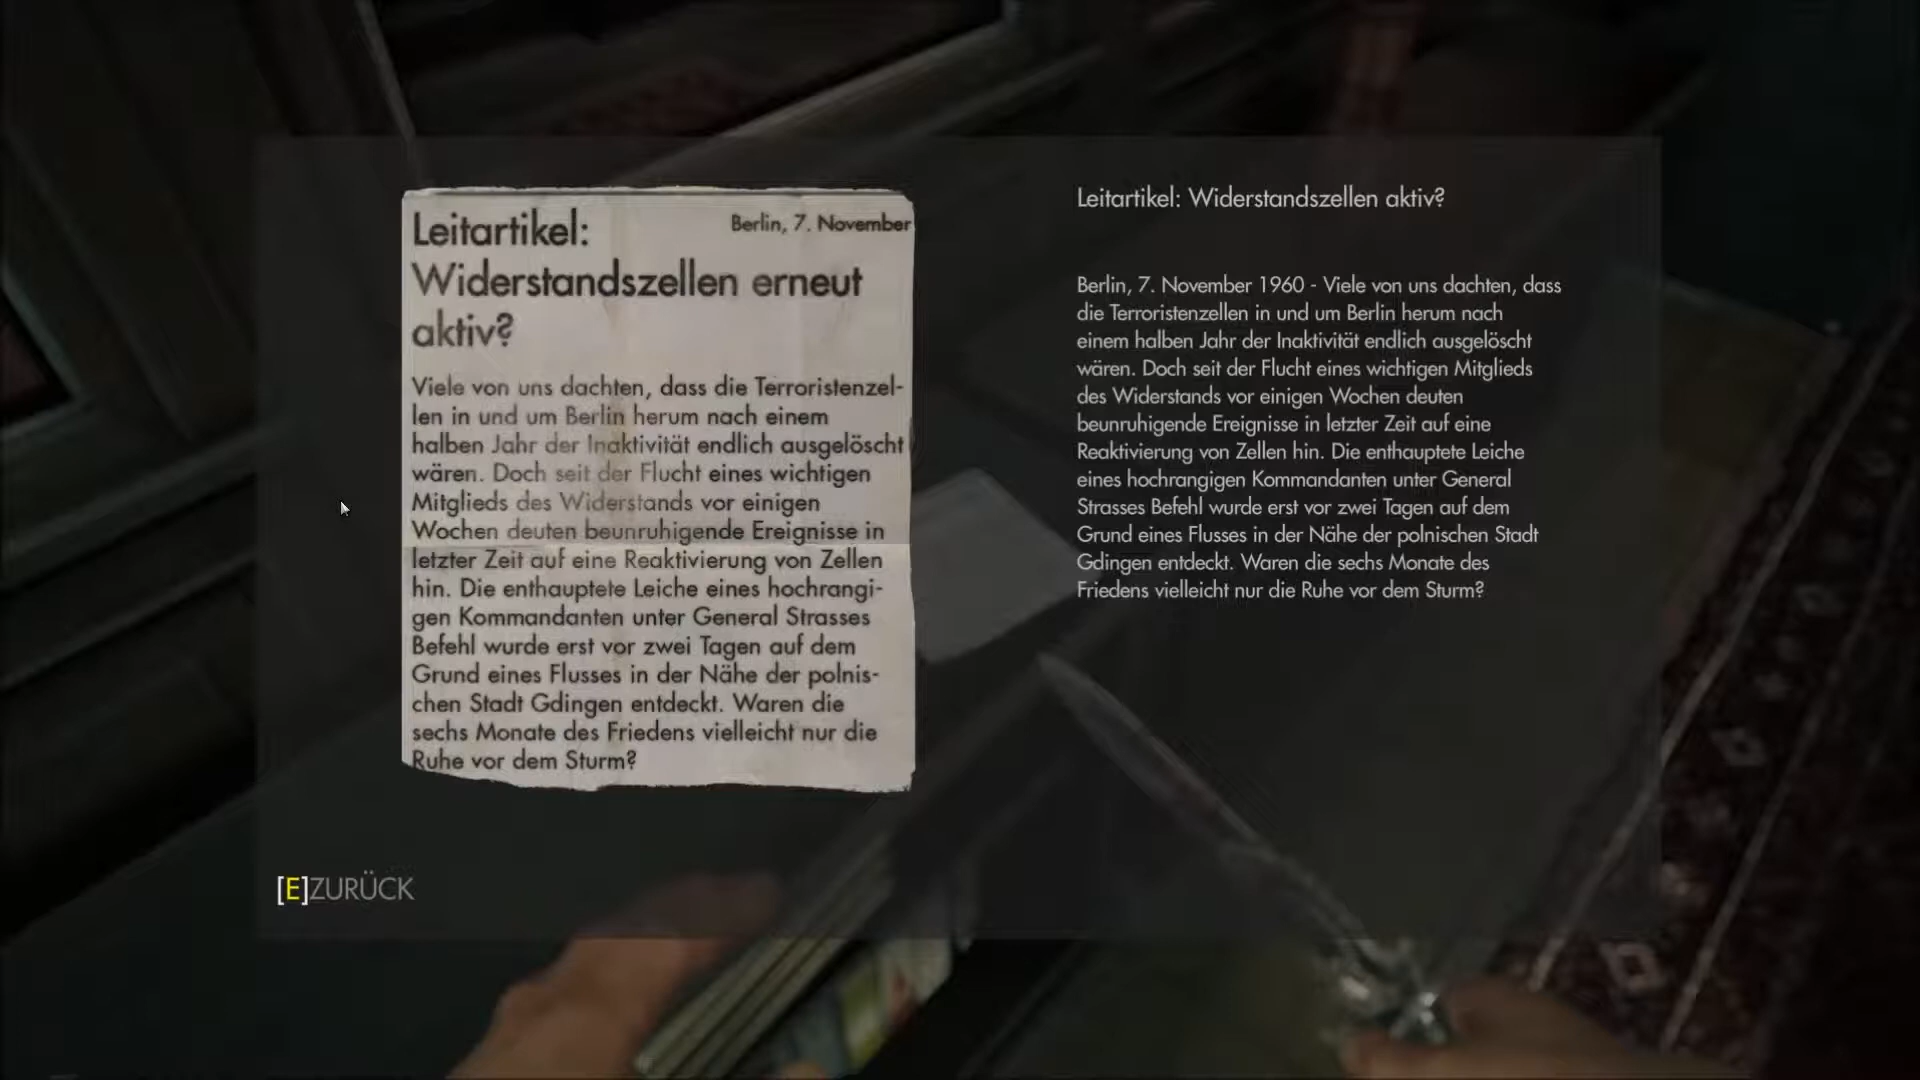 Leitartikel:
Berlin, 7. November
Widerstandszellen erneut
aktiv?
Viele von uns dachten, dass die Terroristenzel-
len in und um Berlin herum nach einem
halben Jahr der Inaktivität endlich ausgelöscht
wären. Doch seit der Flucht eines wichtigen
Mitglieds des Widerstands vor einigen
Wochen deuten beunruhigende Ereignisse in
letzter Zeit auf eine Reaktivierung von Zellen
hin. Die enthauptete Leiche eines hochrangi-
gen Kommandanten unter General Strasses
Befehl wurde erst vor zwei Tagen auf dem
Grund eines Flusses in der Nähe der polnis-
chen Stadt Gdingen entdeckt. Waren die
sechs Monate des Friedens vielleicht nur die
Ruhe vor dem Sturm?
Leitartikel: Widerstandszellen aktiv?
Berlin, 7. November 1960 - Viele von uns dachten, dass
die Terroristenzellen in und um Berlin herum nach
einem halben Jahr der Inaktivität endlich ausgelöscht
wären. Doch seit der Flucht eines wichtigen Mitglieds
des Widerstands vor einigen Wochen deuten
beunruhigende Ereignisse in letzter Zeit auf eine
Reaktivierung von Zellen hin. Die enthauptete Leiche
eines hochrangigen Kommandanten unter General
Strasses Befehl wurde erst vor zwei Tagen auf dem
Grund eines Flusses in der Nähe der polnischen Stadt
Gdingen entdeckt. Waren die sechs Monate des
Friedens vielleicht nur die Ruhe vor dem Sturm?
[E]ZURÜCK